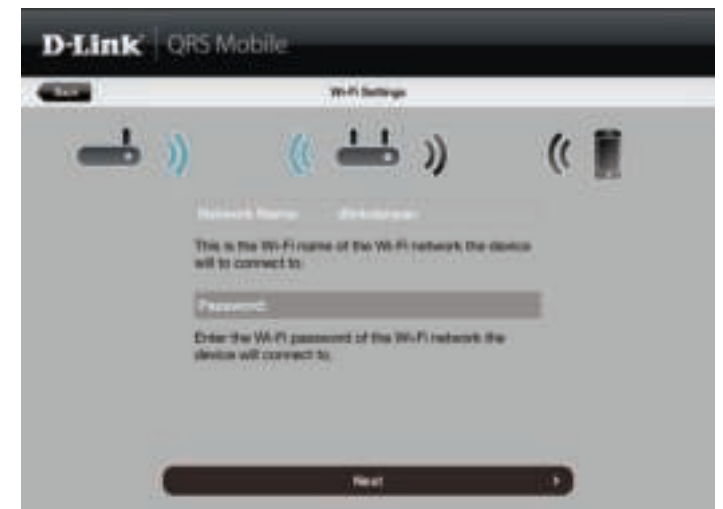 D-Link QRS Mobile
Back
Wi-Fi Settings
Network Name:
This is the Wi-Fi name of the Wi-Fi network the device
will to connect to.
Password:
Enter the Wi-Fi password of the Wi-Fi network the
device will connect to.
Next